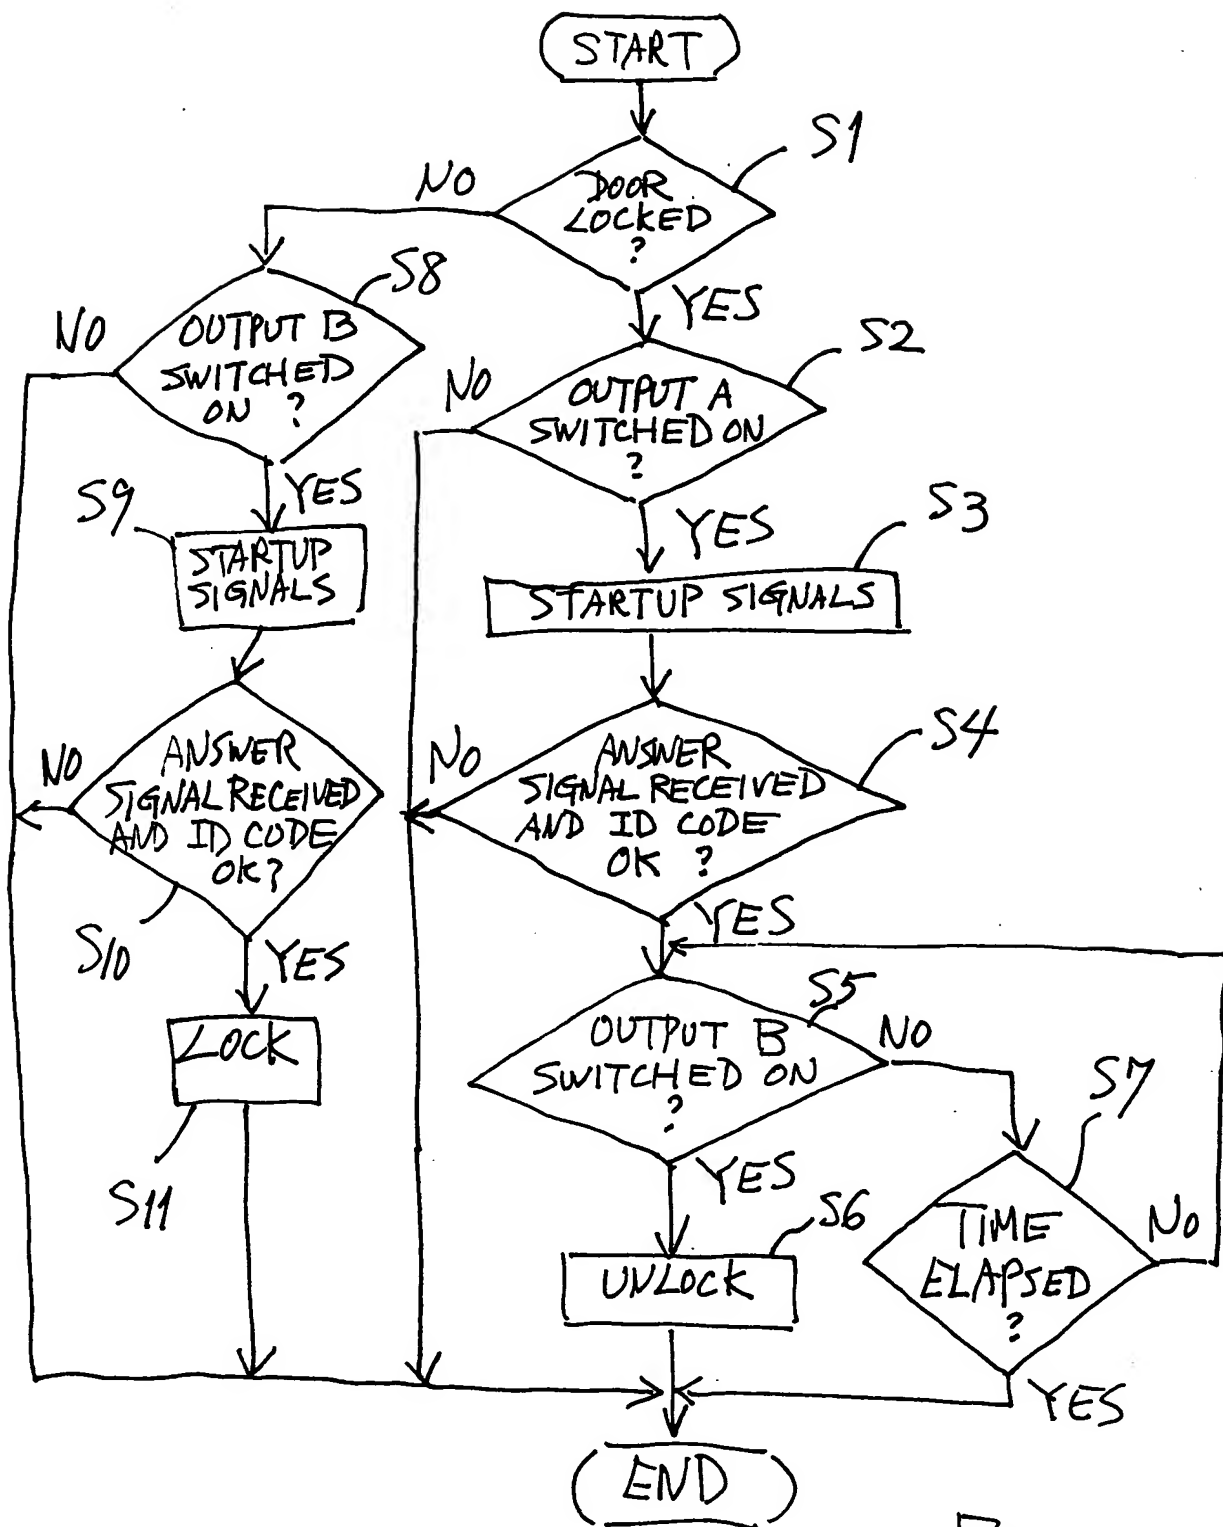 START
S1
NO
DOOR
LOCKED
?
S8
YES
NO
OUTPUT B
SWITCHED
ON ?
S2
NO
OUTPUT A
SWITCHED ON
?
S9
YES
YES
S3
STARTUP
SIGNALS
STARTUP SIGNALS
S4
NO
ANSWER
SIGNAL RECEIVED
AND ID CODE
OK?
NO
ANSWER
SIGNAL RECEIVED
AND ID CODE
OK ?
S10
YES
YES
S5
OUTPUT B
SWITCHED ON
?
NO
LOCK
S7
S11
YES
S6
TIME
ELAPSED
?
NO
UNLOCK
YES
END